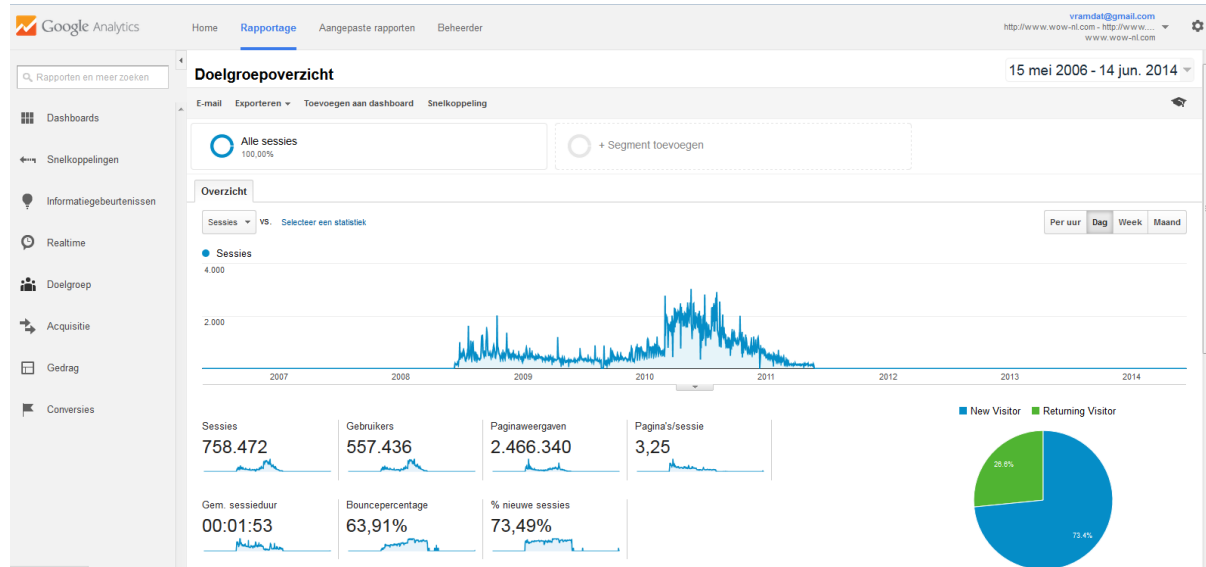 Google Analytics
Home Rapportage Aangepaste rapporten Beheerder
vramdat@gmail.com
http://www.wow-nl.com - http://www....
www.wow-nl.com
Rapporten en meer zoeken
Dashboards
Snelkoppelingen
Informatiegebeurtenissen
Realtime
Doelgroep
Acquisitie
Gedrag
Conversies
Doelgroepoverzicht
15 mei 2006 - 14 jun. 2014
E-mail Exporteren Toevoegen aan dashboard Snelkoppeling
Alle sessies
100,00%
+ Segment toevoegen
Overzicht
Sessies VS. Selecteer een statistiek
Per uur Dag Week Maand
Sessies
4.000
2.000
2007 2008 2009 2010 2011 2012 2013 2014
New Visitor Returning Visitor
Sessies
758.472
Gebruikers
557.436
Paginaweergaven
2.466.340
Pagina's/sessie
3,25
Gem. sessieduur
00:01:53
Bouncepercentage
63,91%
% nieuwe sessies
73,49%
26.6%
73.4%